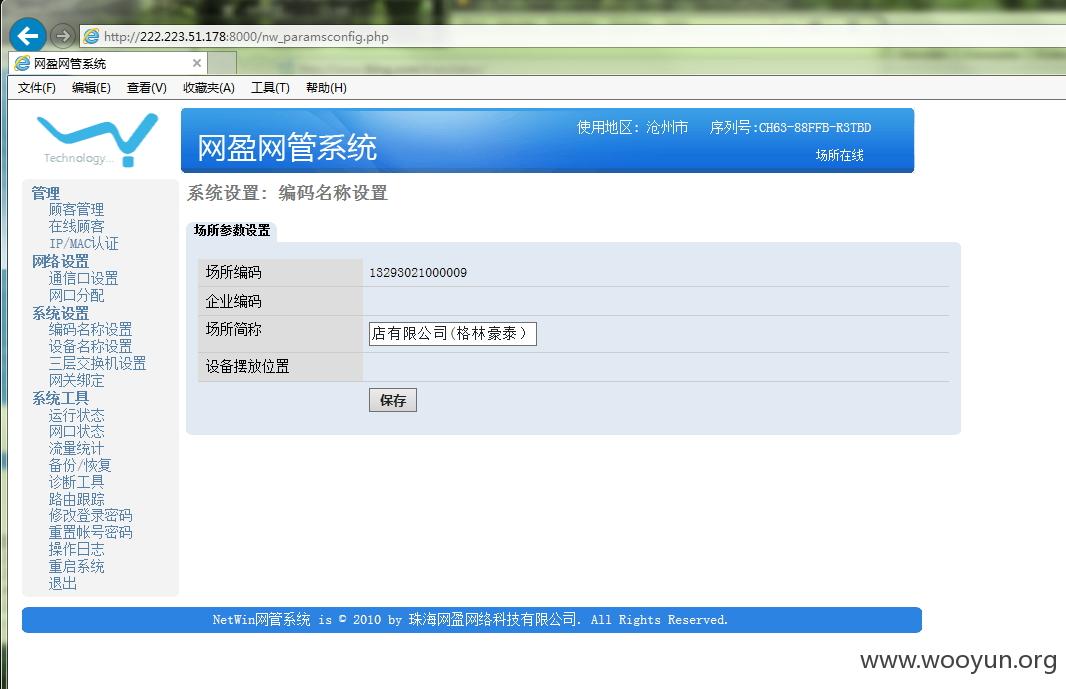 http://222.223.51.178:8000/nw_paramsconfig.php
网盈网管系统
文件(F) 编辑(E) 查看(V) 收藏夹(A) 工具(T) 帮助(H)
Technology...
网盈网管系统
使用地区: 沧州市 序列号:CH63-88FFB-R3TBD
场所在线
管理
顾客管理
在线顾客
IP/MAC认证
网络设置
通信口设置
网口分配
系统设置
编码名称设置
设备名称设置
三层交换机设置
网关绑定
系统工具
运行状态
网口状态
流量统计
备份/恢复
诊断工具
路由跟踪
修改登录密码
重置帐号密码
操作日志
重启系统
退出
系统设置: 编码名称设置
场所参数设置
场所编码 13293021000009
企业编码
场所简称 店有限公司(格林豪泰)
设备摆放位置
保存
NetWin网管系统 is © 2010 by 珠海网盈网络科技有限公司. All Rights Reserved.
www.wooyun.org